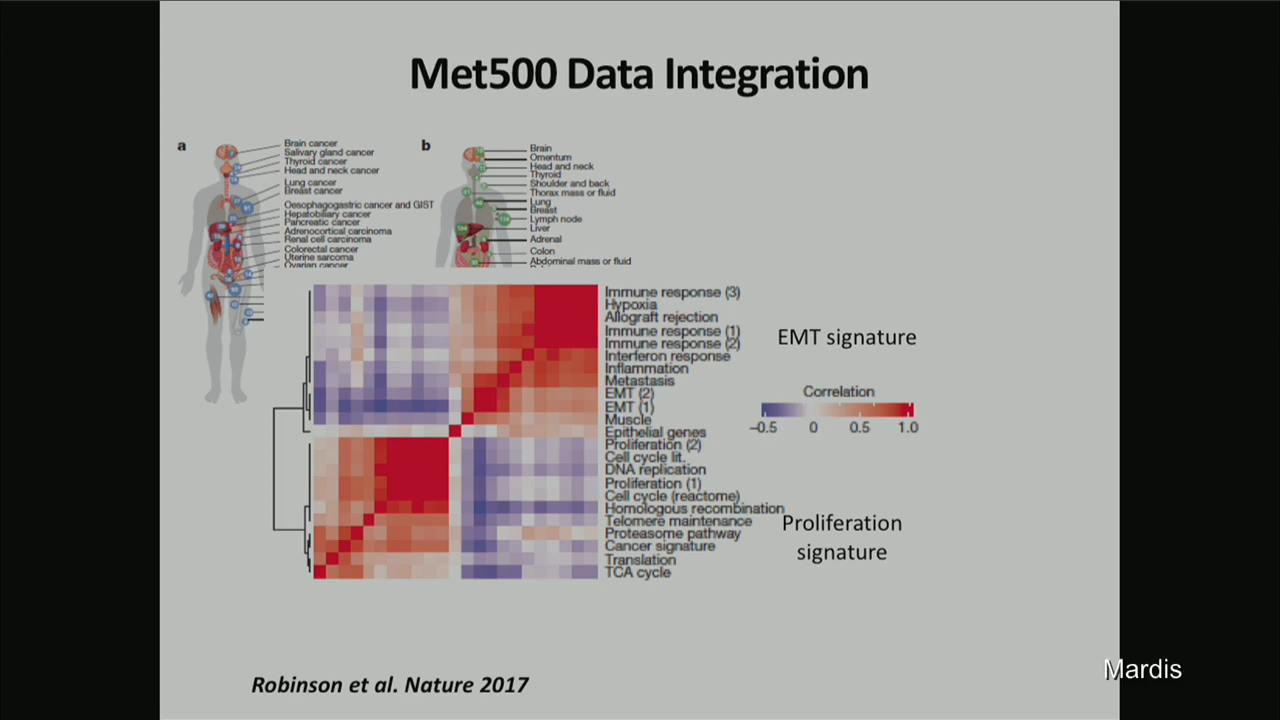 Met500 Data Integration
a
Brain cancer
Salivary gland cancer
Thyroid cancer
Head and neck cancer
Lung cancer
Breast cancer
Oesophagogastric cancer and GIST
Hepatobiliary cancer
Pancreatic cancer
Adrenocortical carcinoma
Renal cell carcinoma
Colorectal cancer
Uterine sarcoma
Ovarian cancer
b
Brain
Omentum
Head and neck
Thyroid
Shoulder and back
Thorax mass or fluid
Lung
Breast
Lymph node
Liver
Adrenal
Colon
Abdominal mass or fluid
Immune response (3)
Hypoxia
Allograft rejection
Immune response (1)
Immune response (2)
Interferon response
Inflammation
Metastasis
EMT (2)
EMT (1)
Muscle
Epithelial genes
Proliferation (2)
Cell cycle lit.
DNA replication
Proliferation (1)
Cell cycle (reactome)
Homologous recombination
Telomere maintenance
Proteasome pathway
Cancer signature
Translation
TCA cycle
EMT signature
Correlation
−0.5 0 0.5 1.0
Proliferation
signature
Robinson et al. Nature 2017
Mardis